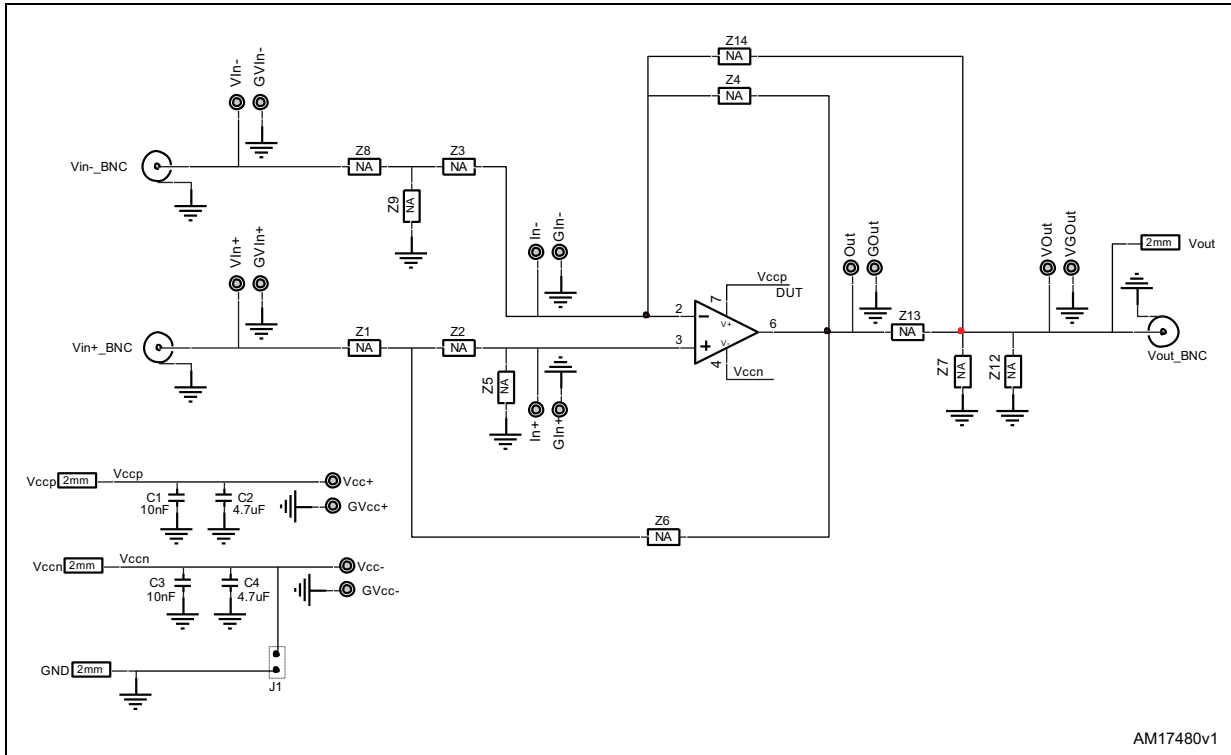 Z14
NA
Z4
NA
VIn-
GVIn-
Vin-_BNC
Z8
NA
Z3
NA
Z9
NA
VIn+
GVIn+
Vin+_BNC
In-
GIn-
Z1
NA
Z2
NA
Z5
NA
In+
GIn+
2
3
7
Vccp
DUT
V+
V-
4
Vccn
6
Out
GOut
Z13
NA
Z7
NA
Z12
NA
VOut
VGOut
2mm
Vout
Vout_BNC
Z6
NA
Vccp
2mm
Vccp
C1
10nF
C2
4.7uF
Vcc+
GVcc+
Vccn
2mm
Vccn
C3
10nF
C4
4.7uF
Vcc-
GVcc-
GND
2mm
J1
AM17480v1